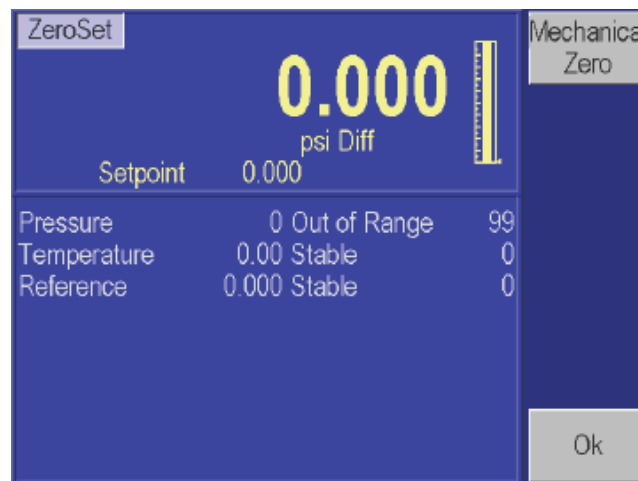 ZeroSet
0.000
psi Diff
Setpoint 0.000
Pressure 0 Out of Range 99
Temperature 0.00 Stable 0
Reference 0.000 Stable 0
Mechanica
Zero
Ok